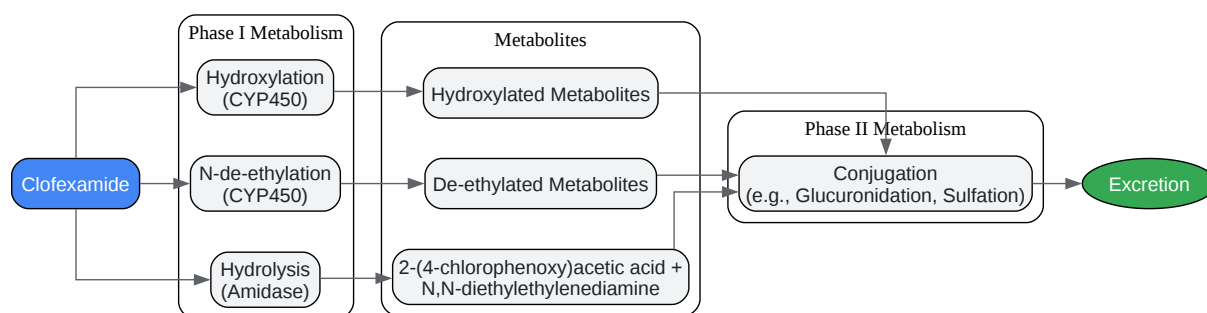 Phase I Metabolism
Metabolites
Hydroxylation
(CYP450)
Hydroxylated Metabolites
Phase II Metabolism
Clofexamide
N-de-ethylation
(CYP450)
De-ethylated Metabolites
Conjugation
(e.g., Glucuronidation, Sulfation)
Excretion
Hydrolysis
(Amidase)
2-(4-chlorophenoxy)acetic acid +
N,N-diethylethylenediamine